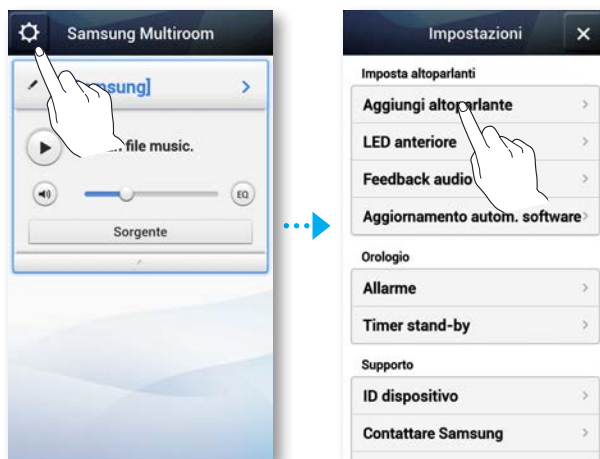 Samsung Multiroom
msung]
file music.
EQ
Sorgente
Impostazioni
Imposta altoparlanti
Aggiungi altoparlante
LED anteriore
Feedback audio
Aggiornamento autom. software
Orologio
Allarme
Timer stand-by
Supporto
ID dispositivo
Contattare Samsung